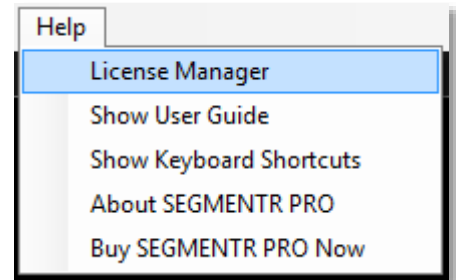 Help
License Manager
Show User Guide
Show Keyboard Shortcuts
About SEGMENTR PRO
Buy SEGMENTR PRO Now